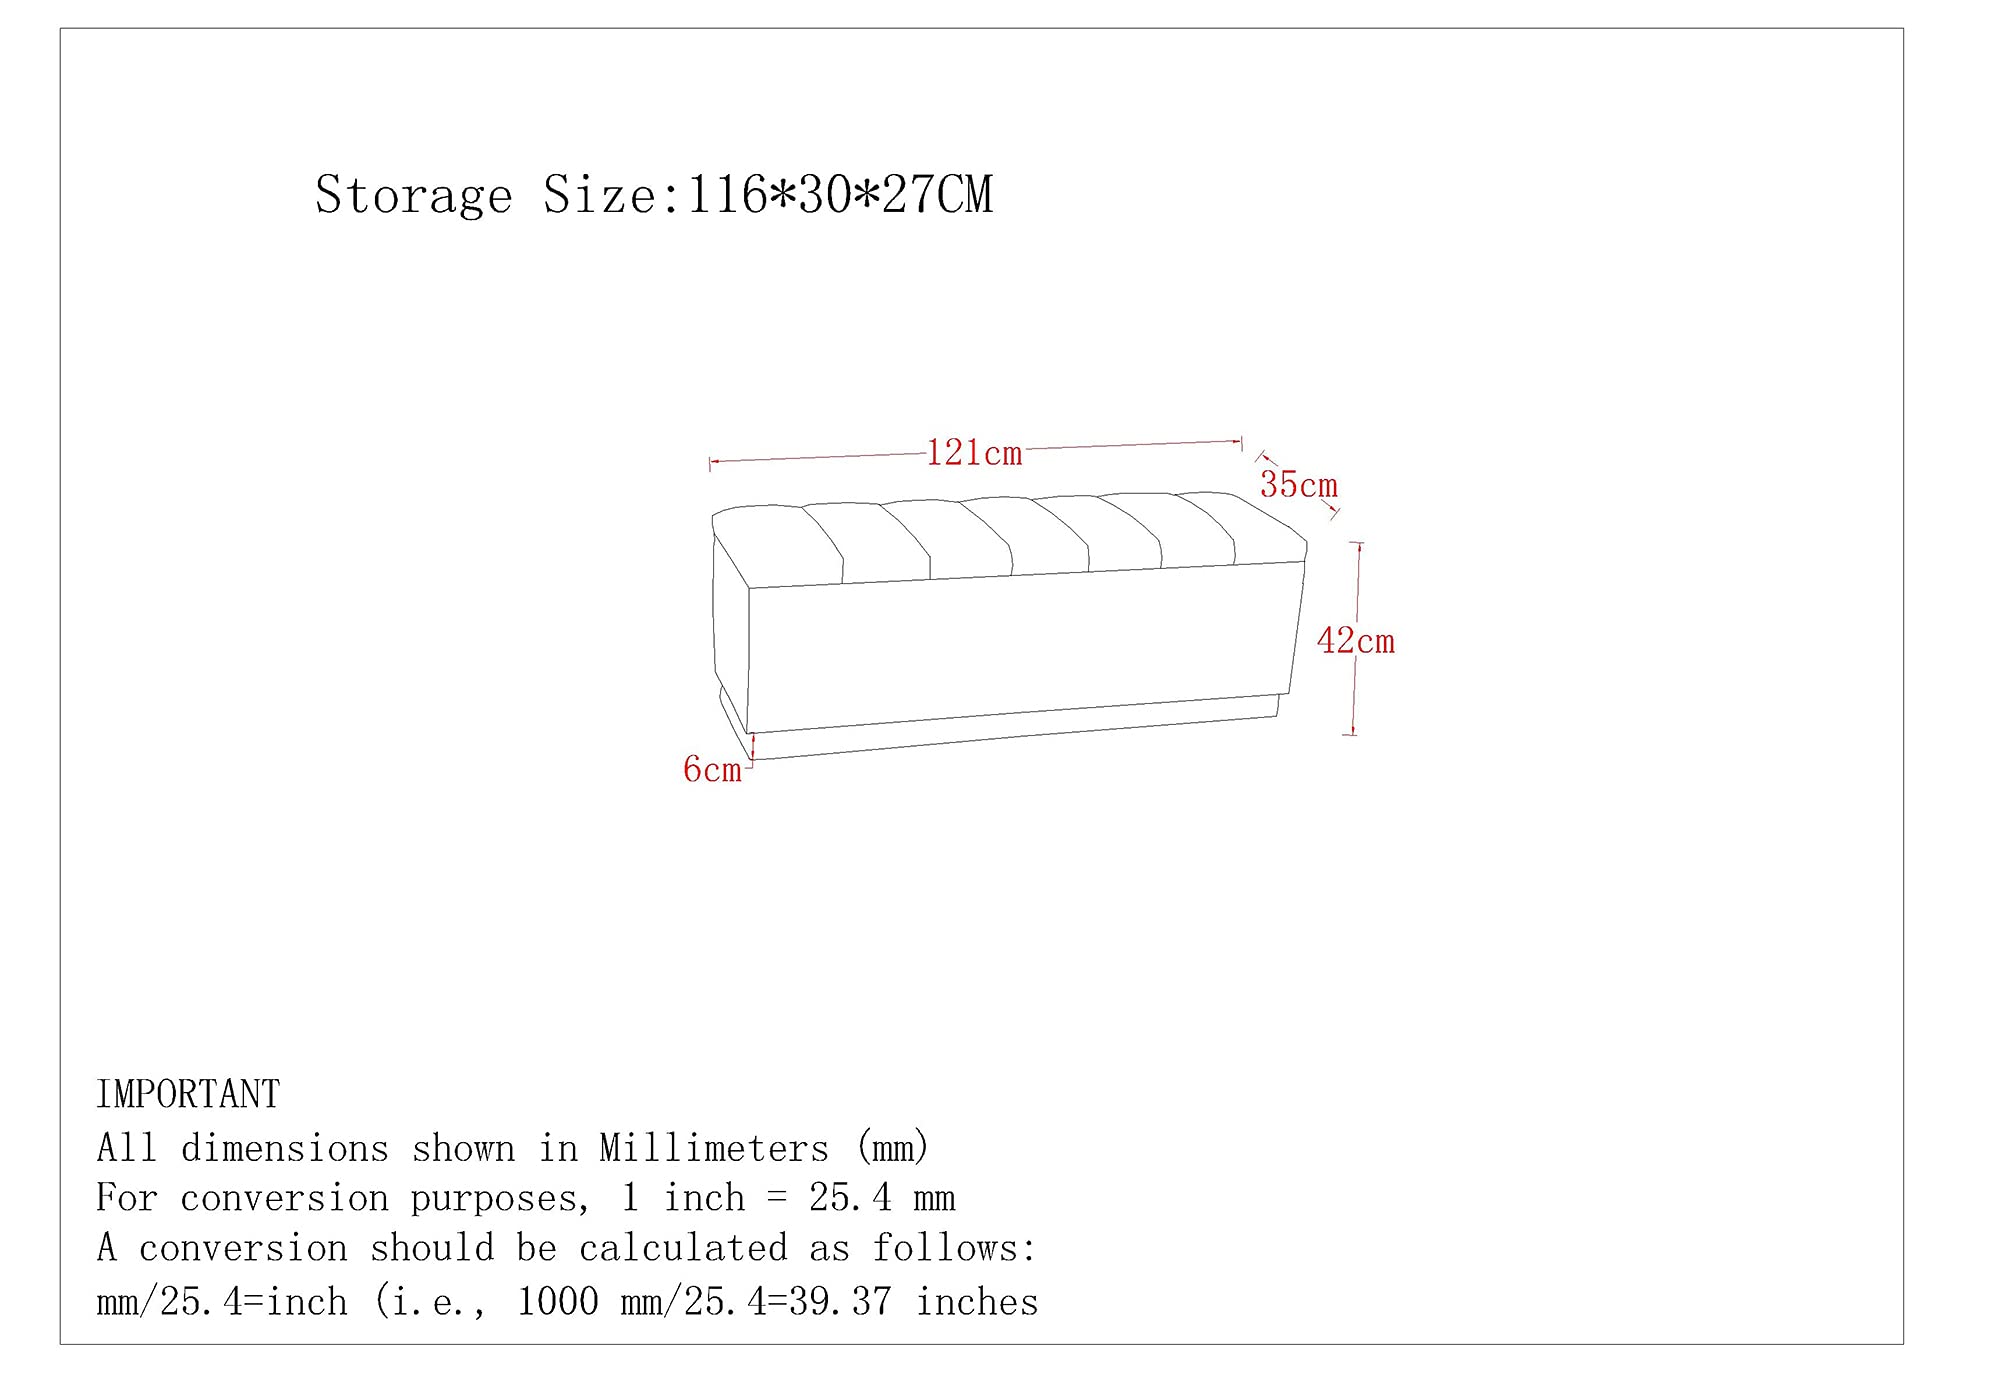 Storage Size:116*30*27CM
121cm
35cm
42cm
6cm
IMPORTANT
All dimensions shown in Millimeters (mm)
For conversion purposes, 1 inch = 25.4 mm
A conversion should be calculated as follows:
mm/25.4=inch (i.e., 1000 mm/25.4=39.37 inches